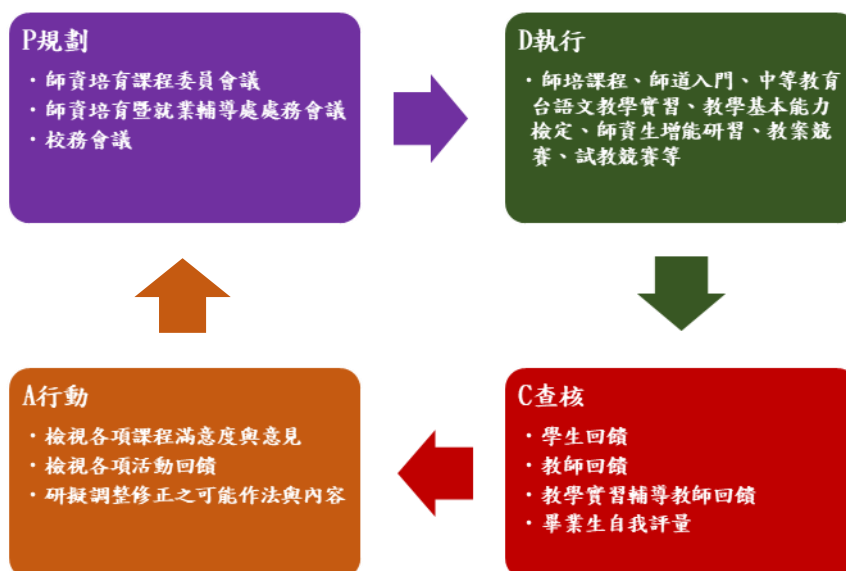 P規劃
・師資培育課程委員會議
・師資培育暨就業輔導處處務會議
・校務會議
D執行
・師培課程、師道入門、中等教育
台語文教學實習、教學基本能力
檢定、師資生增能研習、教案競
賽、試教競賽等
A行動
・檢視各項課程滿意度與意見
・檢視各項活動回饋
・研擬調整修正之可能作法與內容
C查核
・學生回饋
・教師回饋
・教學實習輔導教師回饋
・畢業生自我評量